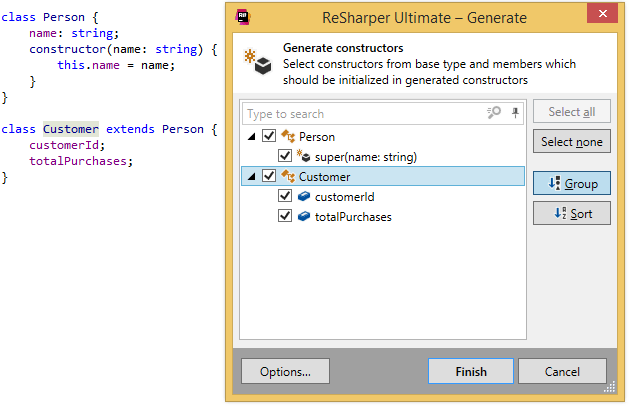 class Person {
name: string;
constructor(name: string) {
this.name = name;
}
}
class Customer extends Person {
customerId;
totalPurchases;
}
ReSharper Ultimate – Generate
Generate constructors
Select constructors from base type and members which
should be initialized in generated constructors
Type to search
Person
super(name: string)
Customer
customerId
totalPurchases
Select all
Select none
Group
Sort
Options...
Finish
Cancel